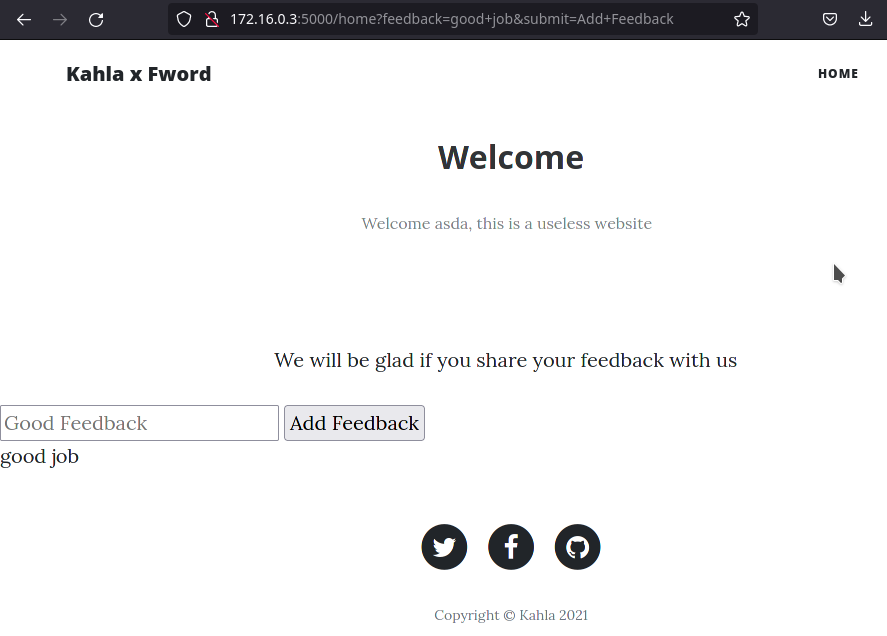 172.16.0.3:5000/home?feedback=good+job&submit=Add+Feedback
Kahla x Fword
HOME
Welcome
Welcome asda, this is a useless website
We will be glad if you share your feedback with us
Good Feedback
Add Feedback
good job
Copyright © Kahla 2021